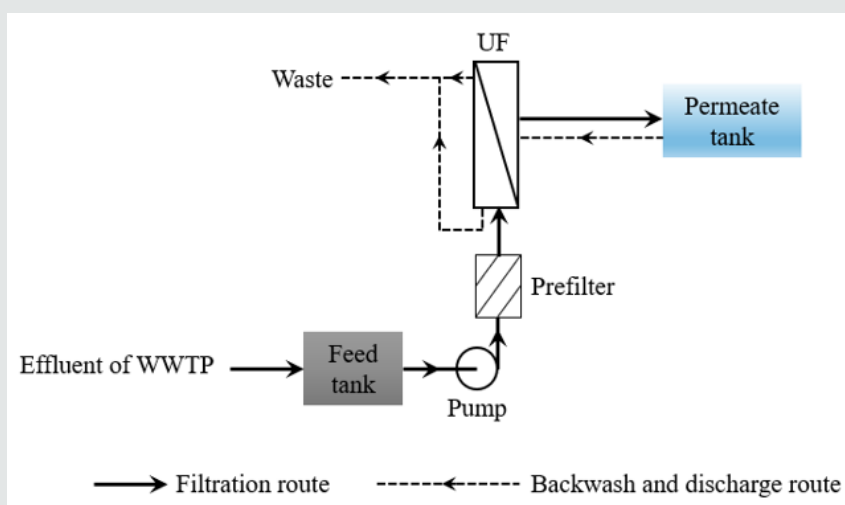 UF
Waste
Permeate
tank
Prefilter
Effluent of WWTP
Feed
tank
Pump
Filtration route
Backwash and discharge route